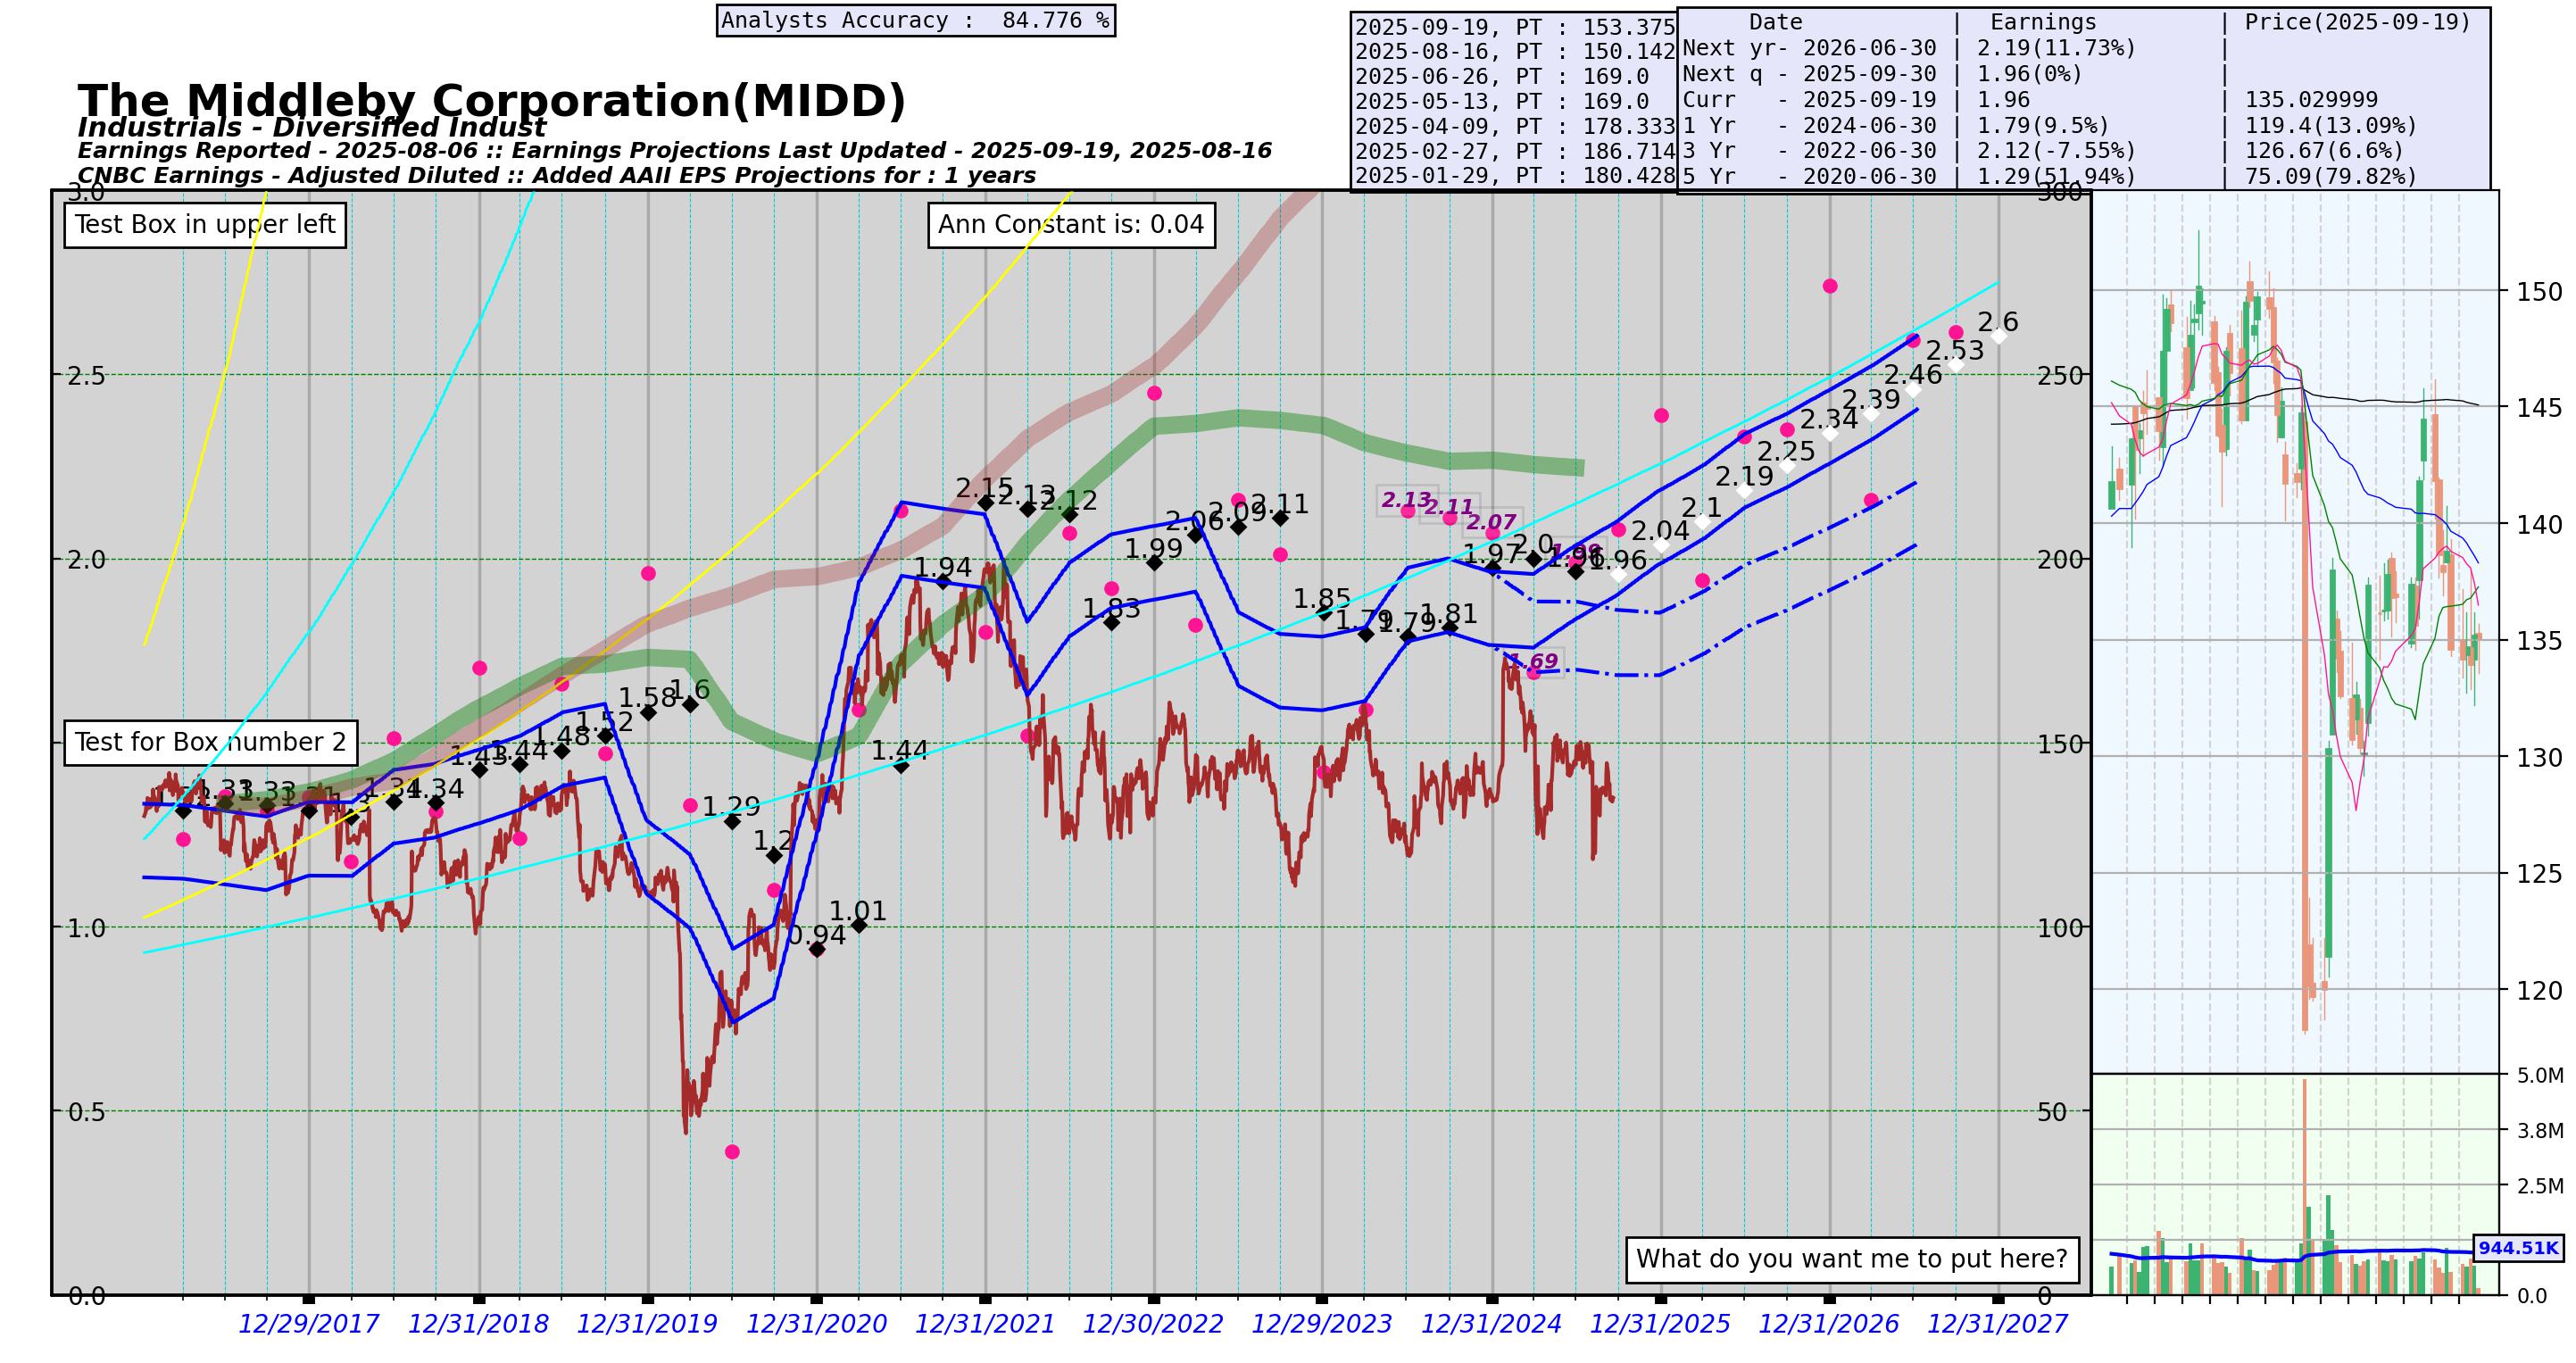 Analysts Accuracy :  84.776 %
2025-09-19, PT : 153.375
2025-08-16, PT : 150.142
2025-06-26, PT : 169.0
2025-05-13, PT : 169.0
2025-04-09, PT : 178.333
2025-02-27, PT : 186.714
2025-01-29, PT : 180.428
Date | Earnings | Price(2025-09-19)
Next yr- 2026-06-30 | 2.19(11.73%) |
Next q - 2025-09-30 | 1.96(0%) |
Curr - 2025-09-19 | 1.96 | 135.029999
1 Yr - 2024-06-30 | 1.79(9.5%) | 119.4(13.09%)
3 Yr - 2022-06-30 | 2.12(-7.55%) | 126.67(6.6%)
5 Yr - 2020-06-30 | 1.29(51.94%) | 75.09(79.82%)
The Middleby Corporation(MIDD)
Industrials - Diversified Indust
Earnings Reported - 2025-08-06 :: Earnings Projections Last Updated - 2025-09-19, 2025-08-16
CNBC Earnings - Adjusted Diluted :: Added AAII EPS Projections for : 1 years
3.0
300
Test Box in upper left
Ann Constant is: 0.04
2.5
250
2.0
200
Test for Box number 2
150
1.0
100
0.5
50
0.0
0
1.31
1.33
1.34
1.34
1.43
1.44
1.48
1.52
1.58
1.6
1.29
1.2
0.94
1.01
1.44
1.94
2.15
2.13
2.12
1.83
1.99
2.06
2.09
2.11
1.85
1.79
1.79
1.81
1.97
2.0
1.96
1.96
2.04
2.1
2.19
2.25
2.34
2.39
2.46
2.53
2.6
2.13
2.11
2.07
1.69
What do you want me to put here?
12/29/2017
12/31/2018
12/31/2019
12/31/2020
12/31/2021
12/30/2022
12/29/2023
12/31/2024
12/31/2025
12/31/2026
12/31/2027
150
145
140
135
130
125
120
5.0M
3.8M
2.5M
944.51K
0.0